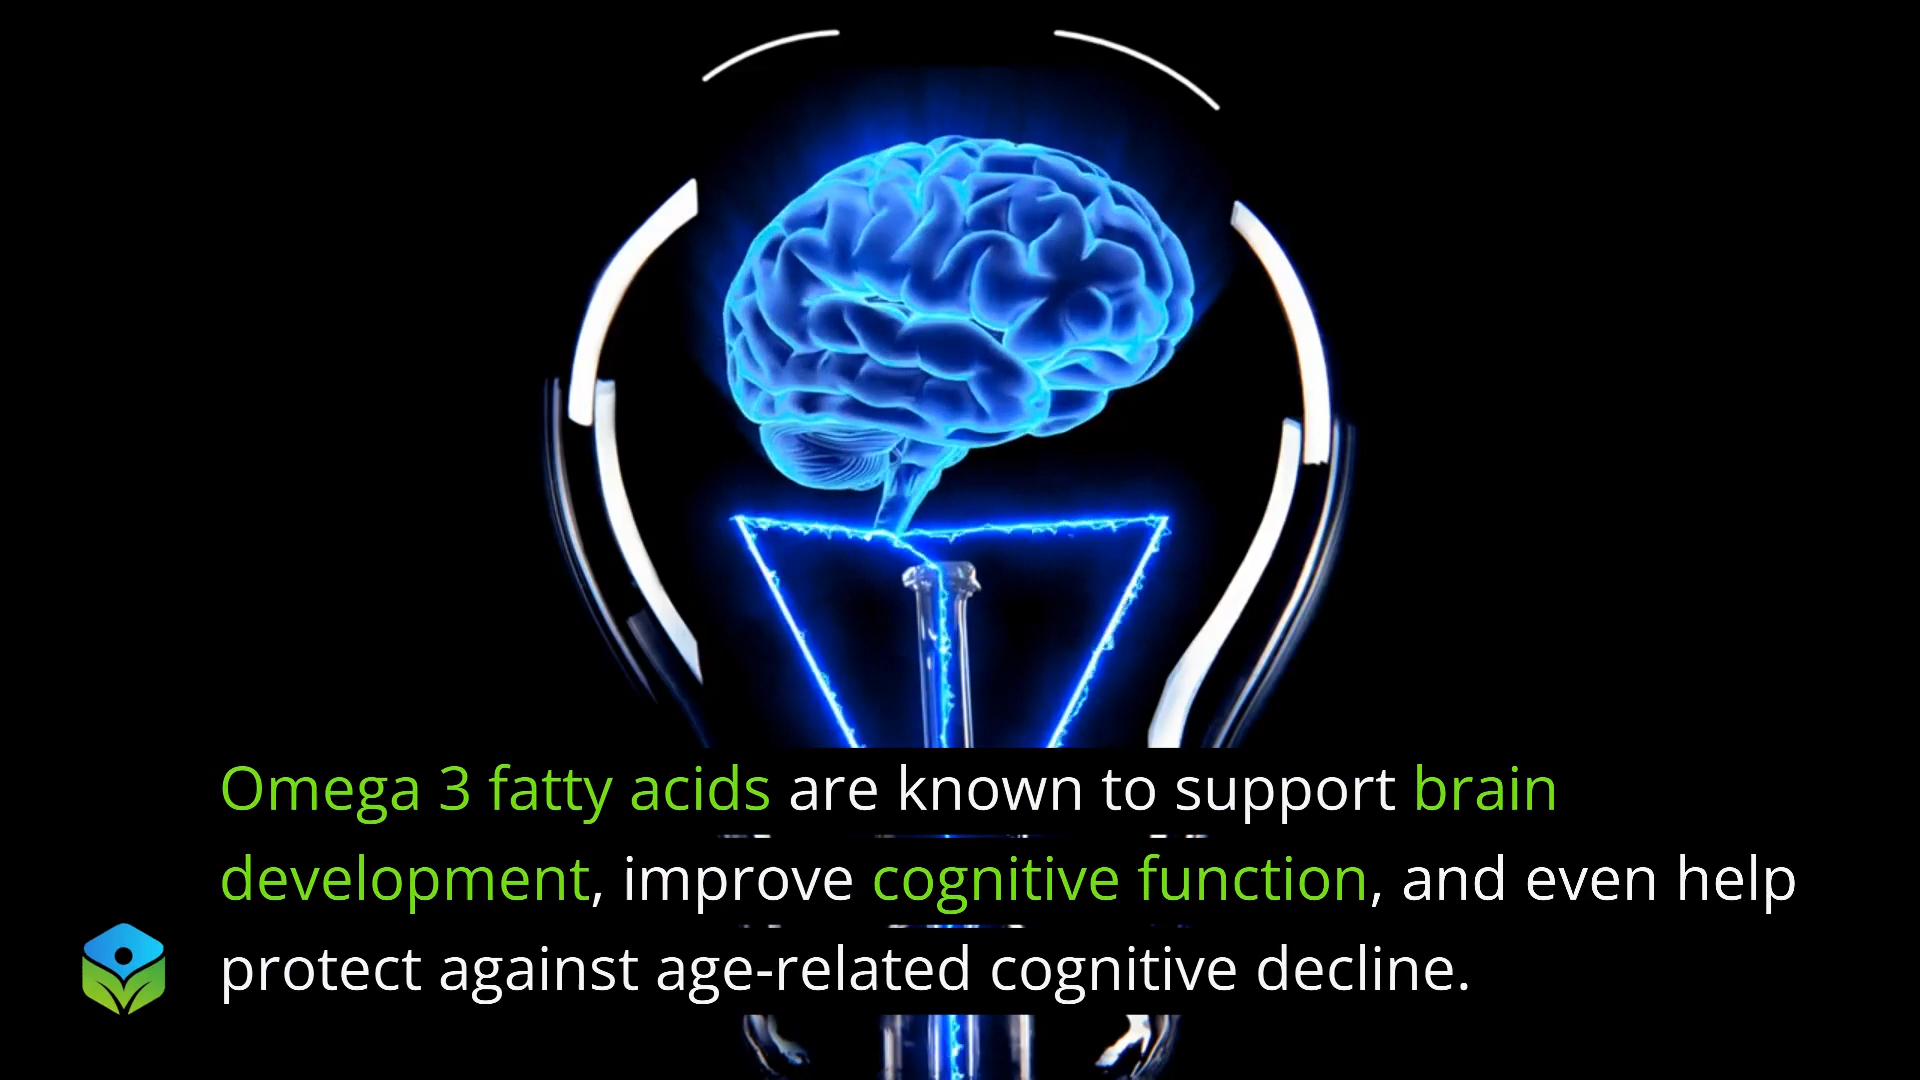 Omega 3 fatty acids are known to support brain
development, improve cognitive function, and even help
protect against age-related cognitive decline.